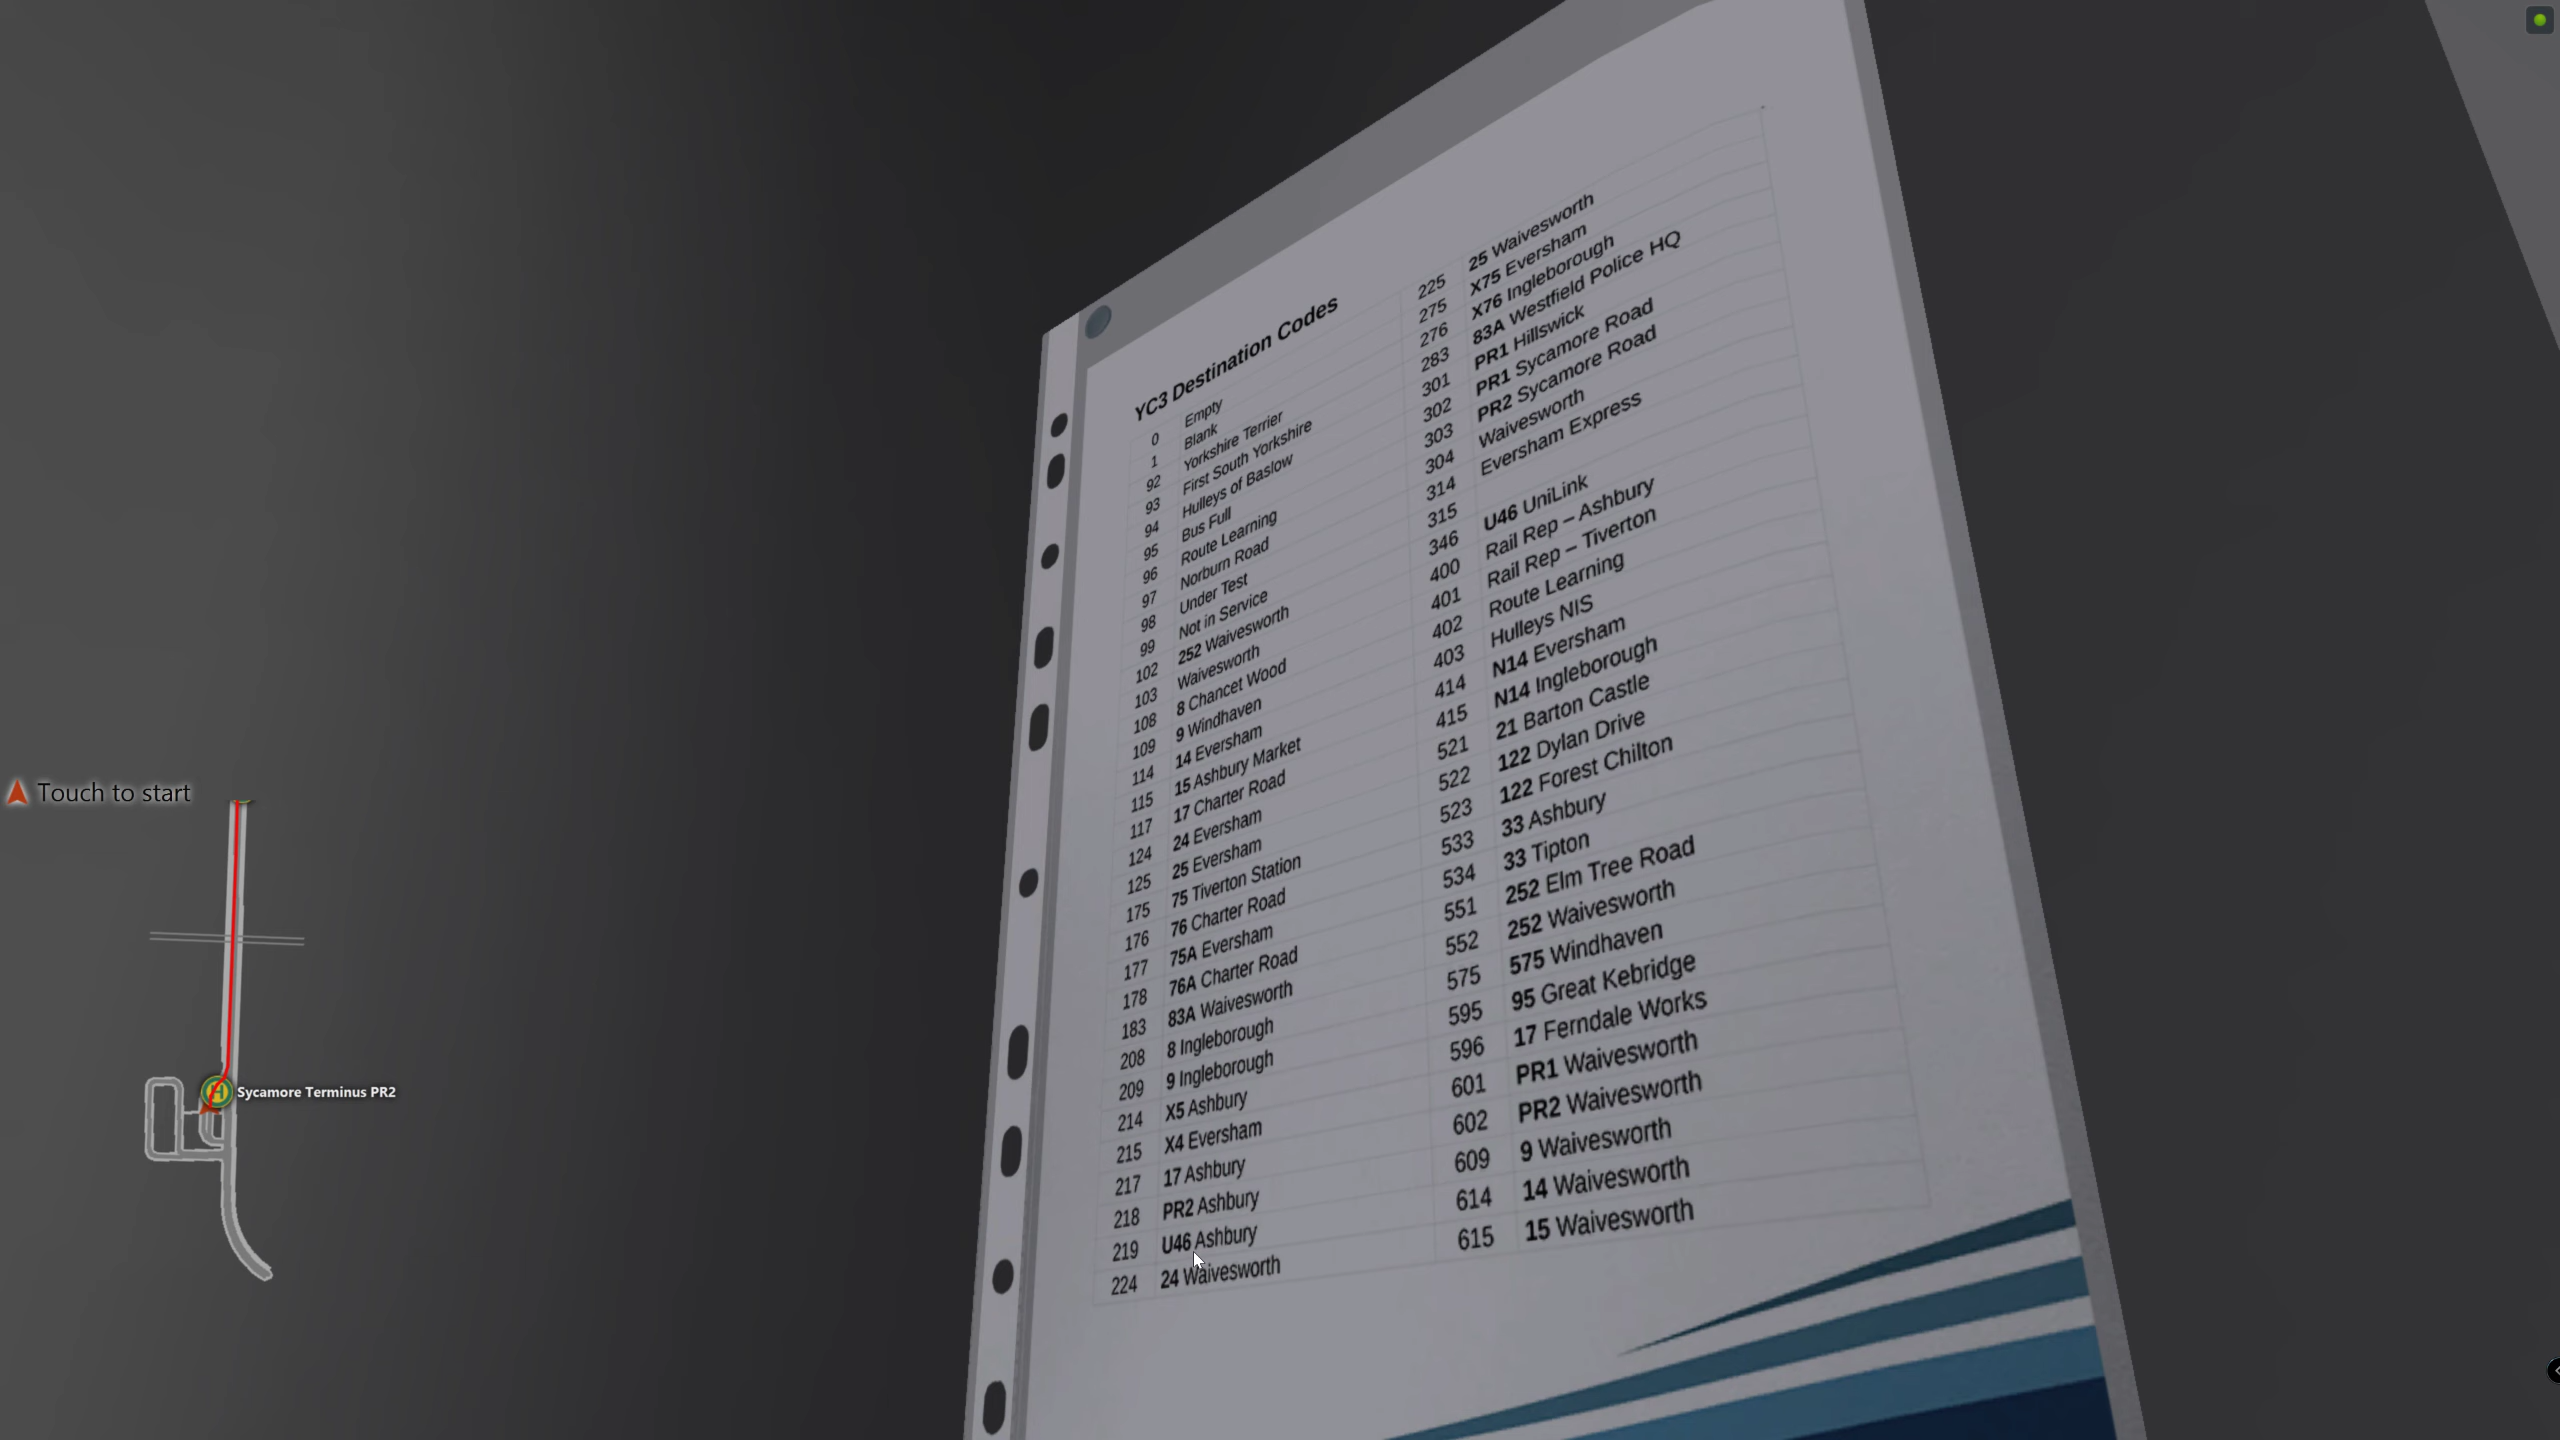 YC3 Destination Codes
0 Empty
1 Blank
92 Yorkshire Terrier
93 First South Yorkshire
94 Hulleys of Baslow
95 Bus Full
96 Route Learning
97 Norburn Road
98 Under Test
99 Not in Service
102 252 Waivesworth
103 Waivesworth
108 8 Chancet Wood
109 9 Windhaven
114 14 Eversham
115 15 Ashbury Market
117 17 Charter Road
124 24 Eversham
125 25 Eversham
175 75 Tiverton Station
176 76 Charter Road
177 75A Eversham
178 76A Charter Road
183 83A Waivesworth
208 8 Ingleborough
209 9 Ingleborough
214 X5 Ashbury
215 X4 Eversham
217 17 Ashbury
218 PR2 Ashbury
219 U46 Ashbury
224 24 Waivesworth
225 25 Waivesworth
275 X75 Eversham
276 X76 Ingleborough
283 83A Westfield Police HQ
301 PR1 Hillswick
302 PR1 Sycamore Road
303 PR2 Sycamore Road
304 Waivesworth
314 Eversham Express
315
346 U46 UniLink
400 Rail Rep – Ashbury
401 Rail Rep – Tiverton
402 Route Learning
403 Hulleys NIS
414 N14 Eversham
415 N14 Ingleborough
521 21 Barton Castle
522 122 Dylan Drive
523 122 Forest Chilton
533 33 Ashbury
534 33 Tipton
551 252 Elm Tree Road
552 252 Waivesworth
575 575 Windhaven
595 95 Great Kebridge
596 17 Ferndale Works
601 PR1 Waivesworth
602 PR2 Waivesworth
609 9 Waivesworth
614 14 Waivesworth
615 15 Waivesworth
Touch to start
H
Sycamore Terminus PR2